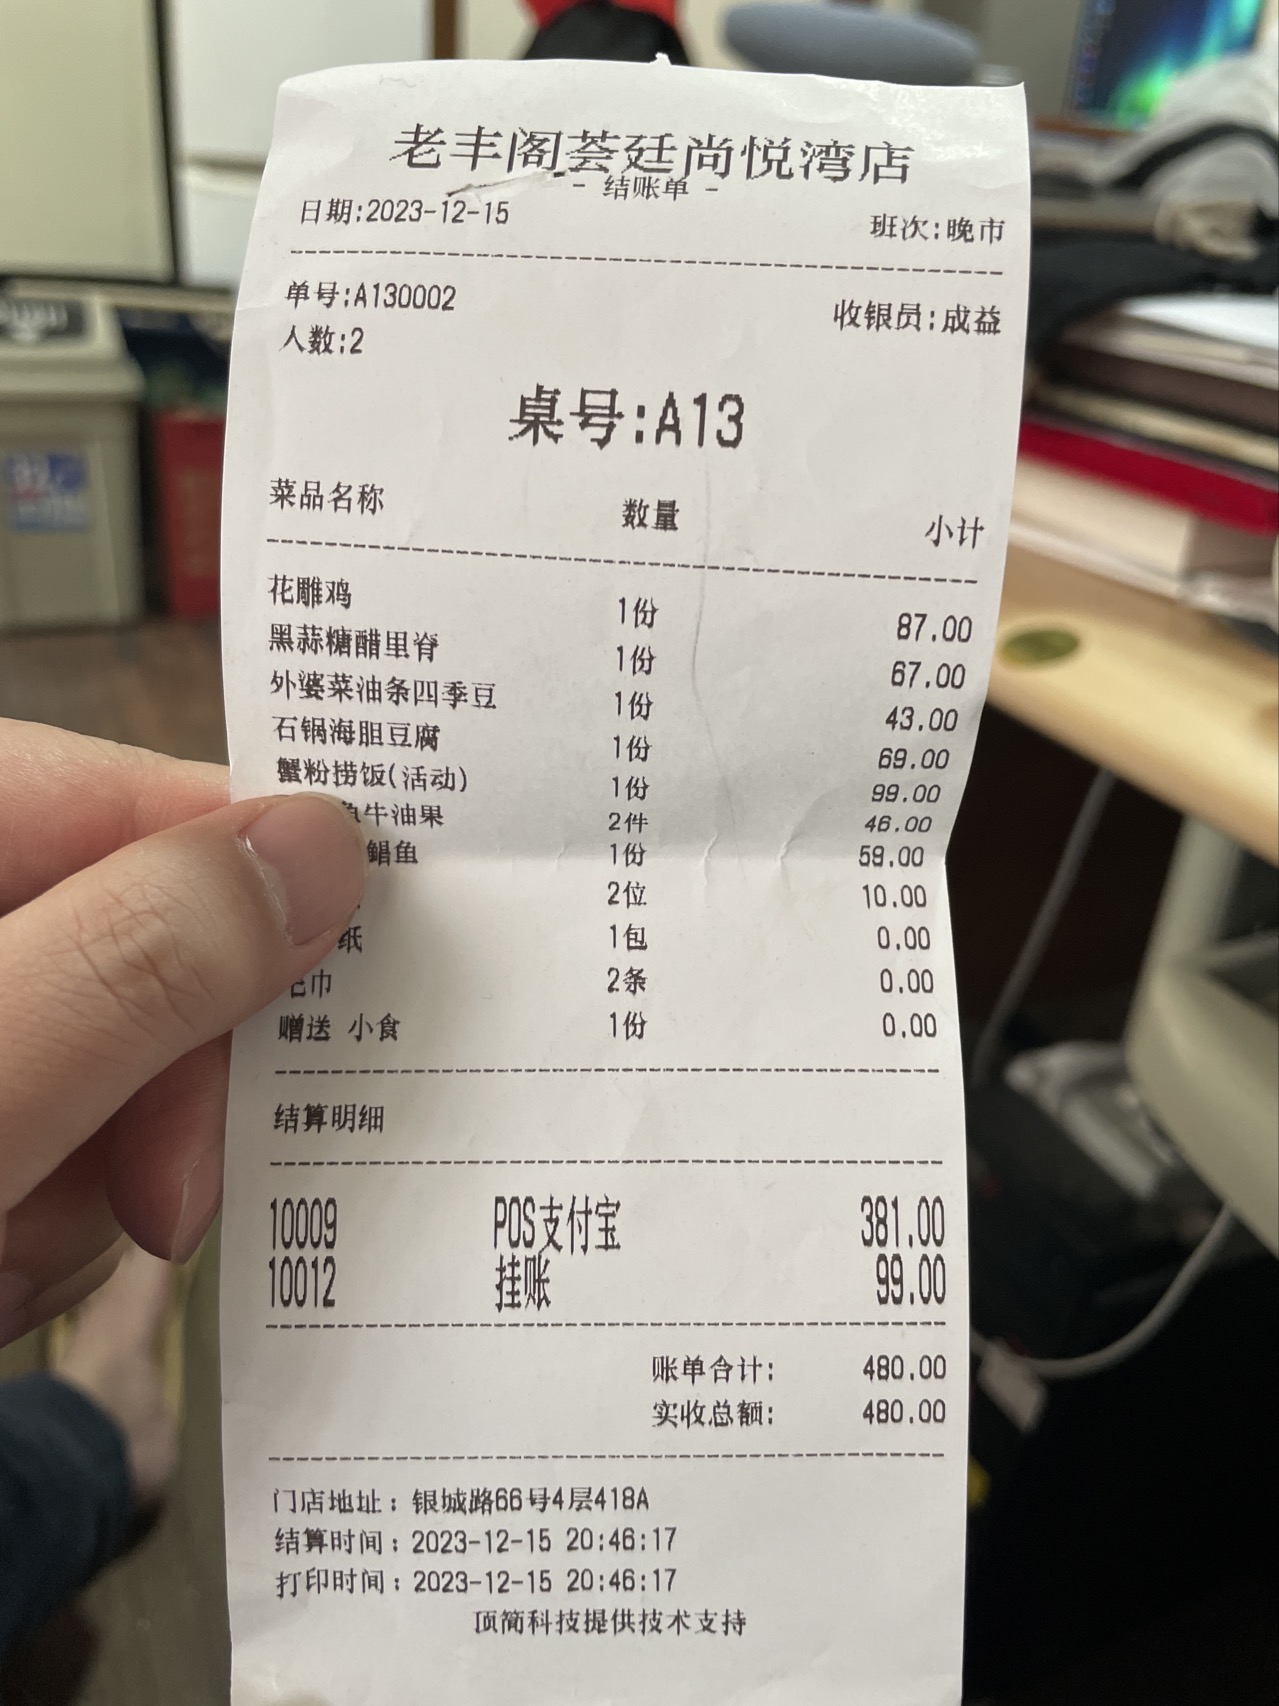 老丰阁荟廷尚悦湾店
- 结账单 -
日期:2023-12-15 班次:晚市
单号:A130002 收银员:成益
人数:2
桌号:A13
菜品名称 数量 小计
花雕鸡 1份 87.00
黑蒜糖醋里脊 1份 67.00
外婆菜油条四季豆 1份 43.00
石锅海胆豆腐 1份 69.00
蟹粉捞饭(活动) 1份 99.00
牛油果 2件 46.00
鲳鱼 1份 59.00
2位 10.00
纸 1包 0.00
毛巾 2条 0.00
赠送 小食 1份 0.00
结算明细
10009 POS支付宝 381.00
10012 挂账 99.00
账单合计: 480.00
实收总额: 480.00
门店地址: 银城路66号4层418A
结算时间: 2023-12-15 20:46:17
打印时间: 2023-12-15 20:46:17
顶简科技提供技术支持